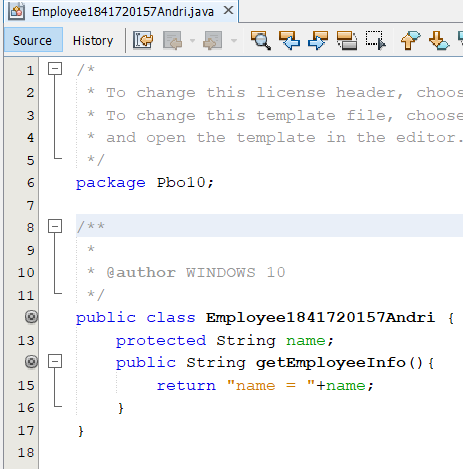 Employee1841720157Andri.java
Source History
1 /*
2 * To change this license header, choos
3 * To change this template file, choose
4 * and open the template in the editor.
5 */
6 package Pbo10;
7
8 /**
9 *
10 * @author WINDOWS 10
11 */
public class Employee1841720157Andri {
13 protected String name;
public String getEmployeeInfo(){
15 return "name = "+name;
16 }
17 }
18